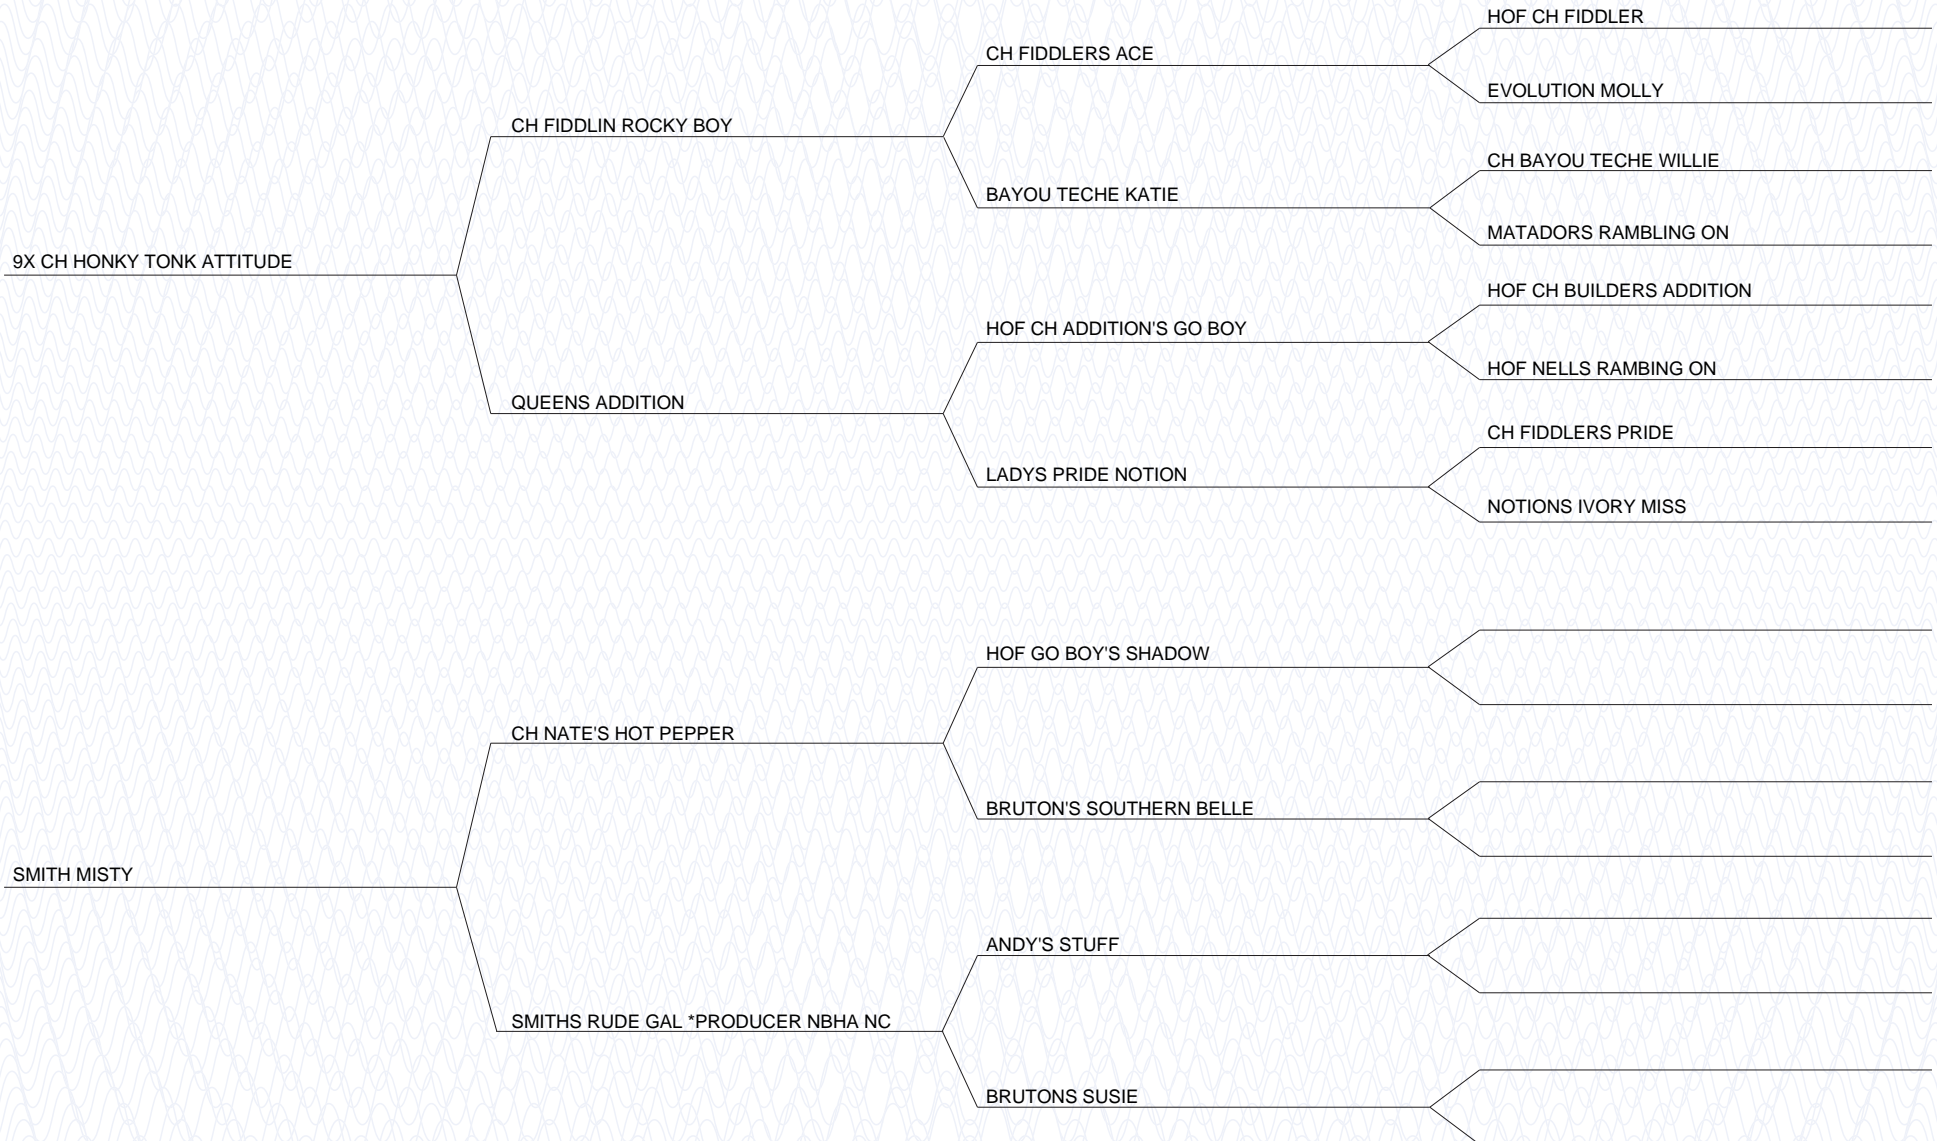 HOF CH FIDDLER
CH FIDDLERS ACE
EVOLUTION MOLLY
CH FIDDLIN ROCKY BOY
CH BAYOU TECHE WILLIE
BAYOU TECHE KATIE
MATADORS RAMBLING ON
9X CH HONKY TONK ATTITUDE
HOF CH BUILDERS ADDITION
HOF CH ADDITION'S GO BOY
HOF NELLS RAMBING ON
QUEENS ADDITION
CH FIDDLERS PRIDE
LADYS PRIDE NOTION
NOTIONS IVORY MISS
HOF GO BOY'S SHADOW
CH NATE'S HOT PEPPER
BRUTON'S SOUTHERN BELLE
SMITH MISTY
ANDY'S STUFF
SMITHS RUDE GAL *PRODUCER NBHA NC
BRUTONS SUSIE